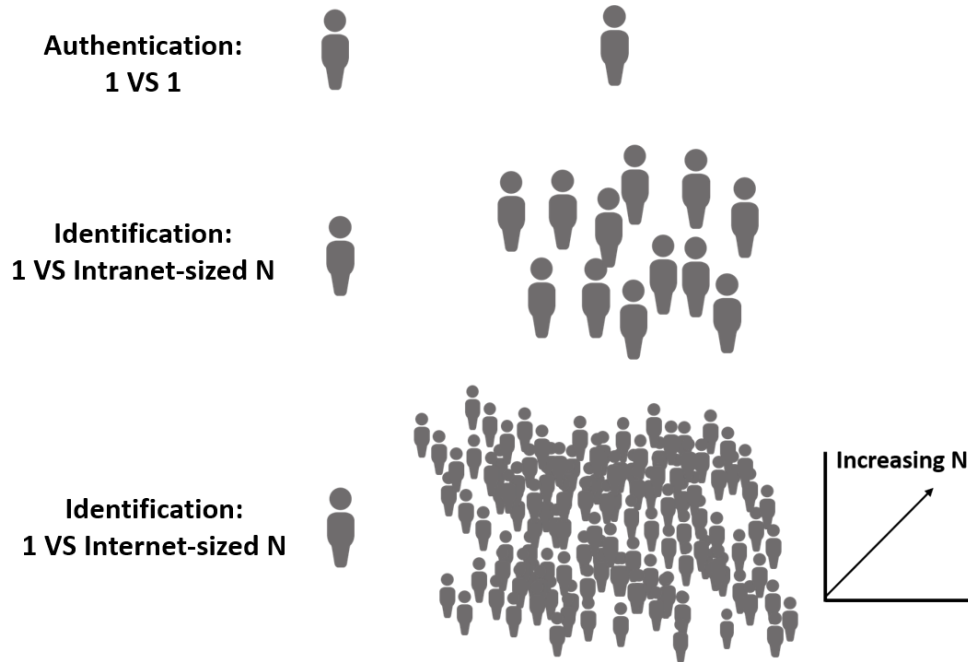 Authentication:
1 VS 1
Identification:
1 VS Intranet-sized N
Identification:
1 VS Internet-sized N
Increasing N